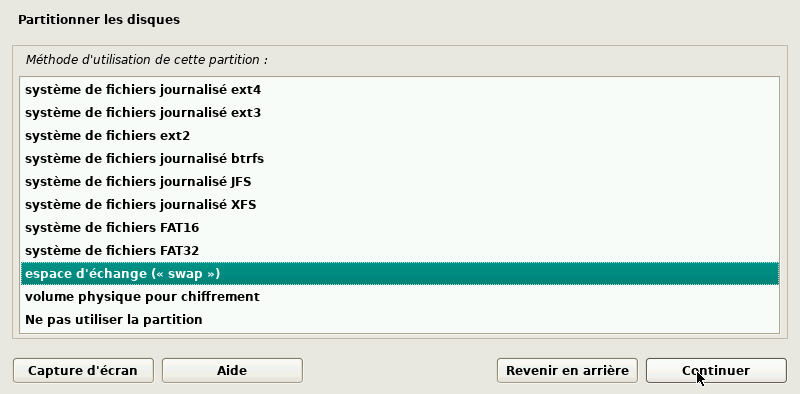 Partitionner les disques
Méthode d'utilisation de cette partition :
système de fichiers journalisé ext4
système de fichiers journalisé ext3
système de fichiers ext2
système de fichiers journalisé btrfs
système de fichiers journalisé JFS
système de fichiers journalisé XFS
système de fichiers FAT16
système de fichiers FAT32
espace d'échange (« swap »)
volume physique pour chiffrement
Ne pas utiliser la partition
Capture d'écran Aide Revenir en arrière Continuer